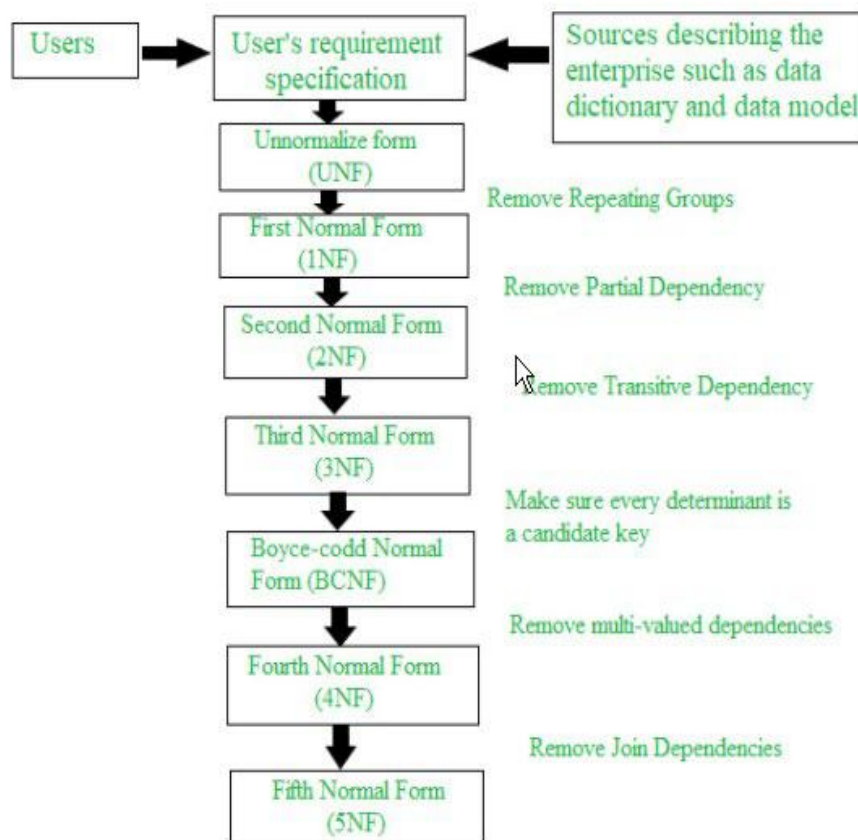 Users
User's requirement
specification
Sources describing the
enterprise such as data
dictionary and data model
Unnormalize form
(UNF)
Remove Repeating Groups
First Normal Form
(1NF)
Remove Partial Dependency
Second Normal Form
(2NF)
Remove Transitive Dependency
Third Normal Form
(3NF)
Make sure every determinant is
a candidate key
Boyce-codd Normal
Form (BCNF)
Remove multi-valued dependencies
Fourth Normal Form
(4NF)
Remove Join Dependencies
Fifth Normal Form
(5NF)